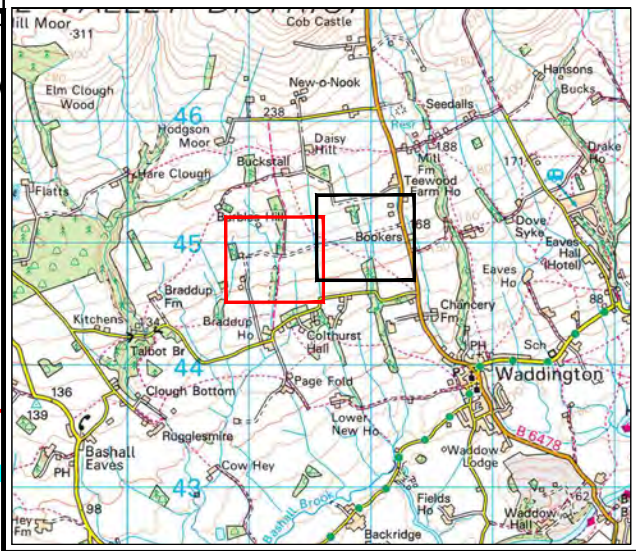 E VALLEY DISTRICT
ill Moor
·311
Cob Castle
Elm Clough
Wood
New-o-Nook
Hansons
Bucks
Seedalls
46
238
Hodgson
Moor
Resr
Daisy
Hill
188
Mill
Fm
Drake
Ho
171
Buckstall
Hare Clough
Flatts
Teewood
Farm Ho
Dove
Syke
168
Bookers
45
Eaves
Hall
(Hotel)
Eaves
Ho
Braddup
Fm
88
Kitchens
134
Braddup
Ho
Chancery
Fm
Talbot Br
Colthurst
Hall
PH
Sch
P
44
Waddington
136
Clough Bottom
Page Fold
139
Lower
New Ho
Rugglesmire
B 6478
Bashall
Eaves
PH
Cow Hey
Waddow
Lodge
43
Bashall Brook
98
Fields
Ho
62
Waddow
Hall
Hey
Fm
Backridge